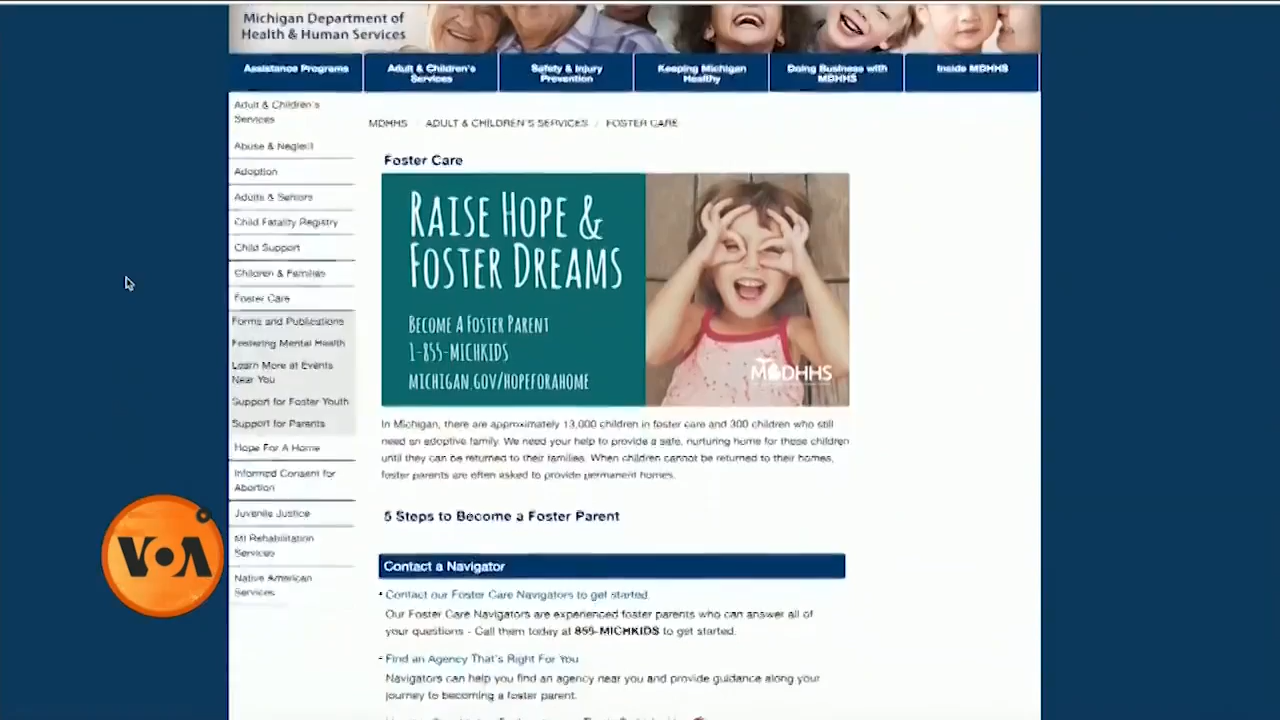 Michigan Department of
Health & Human Services
Assistance Programs
Adult & Children's
Services
Safety & Injury
Prevention
Keeping Michigan
Healthy
Doing Business with
MDHHS
Inside MDHHS
Adult & Children's
Services
Abuse & Neglect
Adoption
Adults & Seniors
Child Fatality Registry
Child Support
Children & Families
Foster Care
Forms and Publications
Fostering Mental Health
Learn More at Events
Near You
Support for Foster Youth
Support for Parents
Hope For A Home
Informed Consent for
Abortion
Juvenile Justice
MI Rehabilitation
Services
Native American
Services
MDHHS / ADULT & CHILDREN'S SERVICES / FOSTER CARE
Foster Care
RAISE HOPE &
FOSTER DREAMS
BECOME A FOSTER PARENT
1-855-MICHKIDS
MICHIGAN.GOV/HOPEFORAHOME
MDHHS
In Michigan, there are approximately 13,000 children in foster care and 300 children who still
need an adoptive family. We need your help to provide a safe, nurturing home for these children
until they can be returned to their families. When children cannot be returned to their homes,
foster parents are often asked to provide permanent homes.
5 Steps to Become a Foster Parent
Contact a Navigator
Contact our Foster Care Navigators to get started.
Our Foster Care Navigators are experienced foster parents who can answer all of
your questions - Call them today at 855-MICHKIDS to get started.
Find an Agency That's Right For You
Navigators can help you find an agency near you and provide guidance along your
journey to becoming a foster parent.
VOA